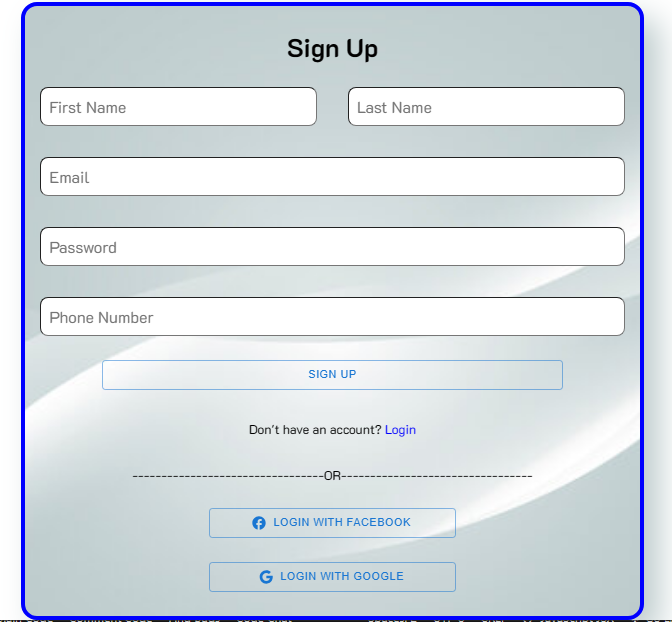 Sign Up
First Name
Last Name
Email
Password
Phone Number
SIGN UP
Don't have an account? Login
----------------------------------OR----------------------------------
LOGIN WITH FACEBOOK
LOGIN WITH GOOGLE